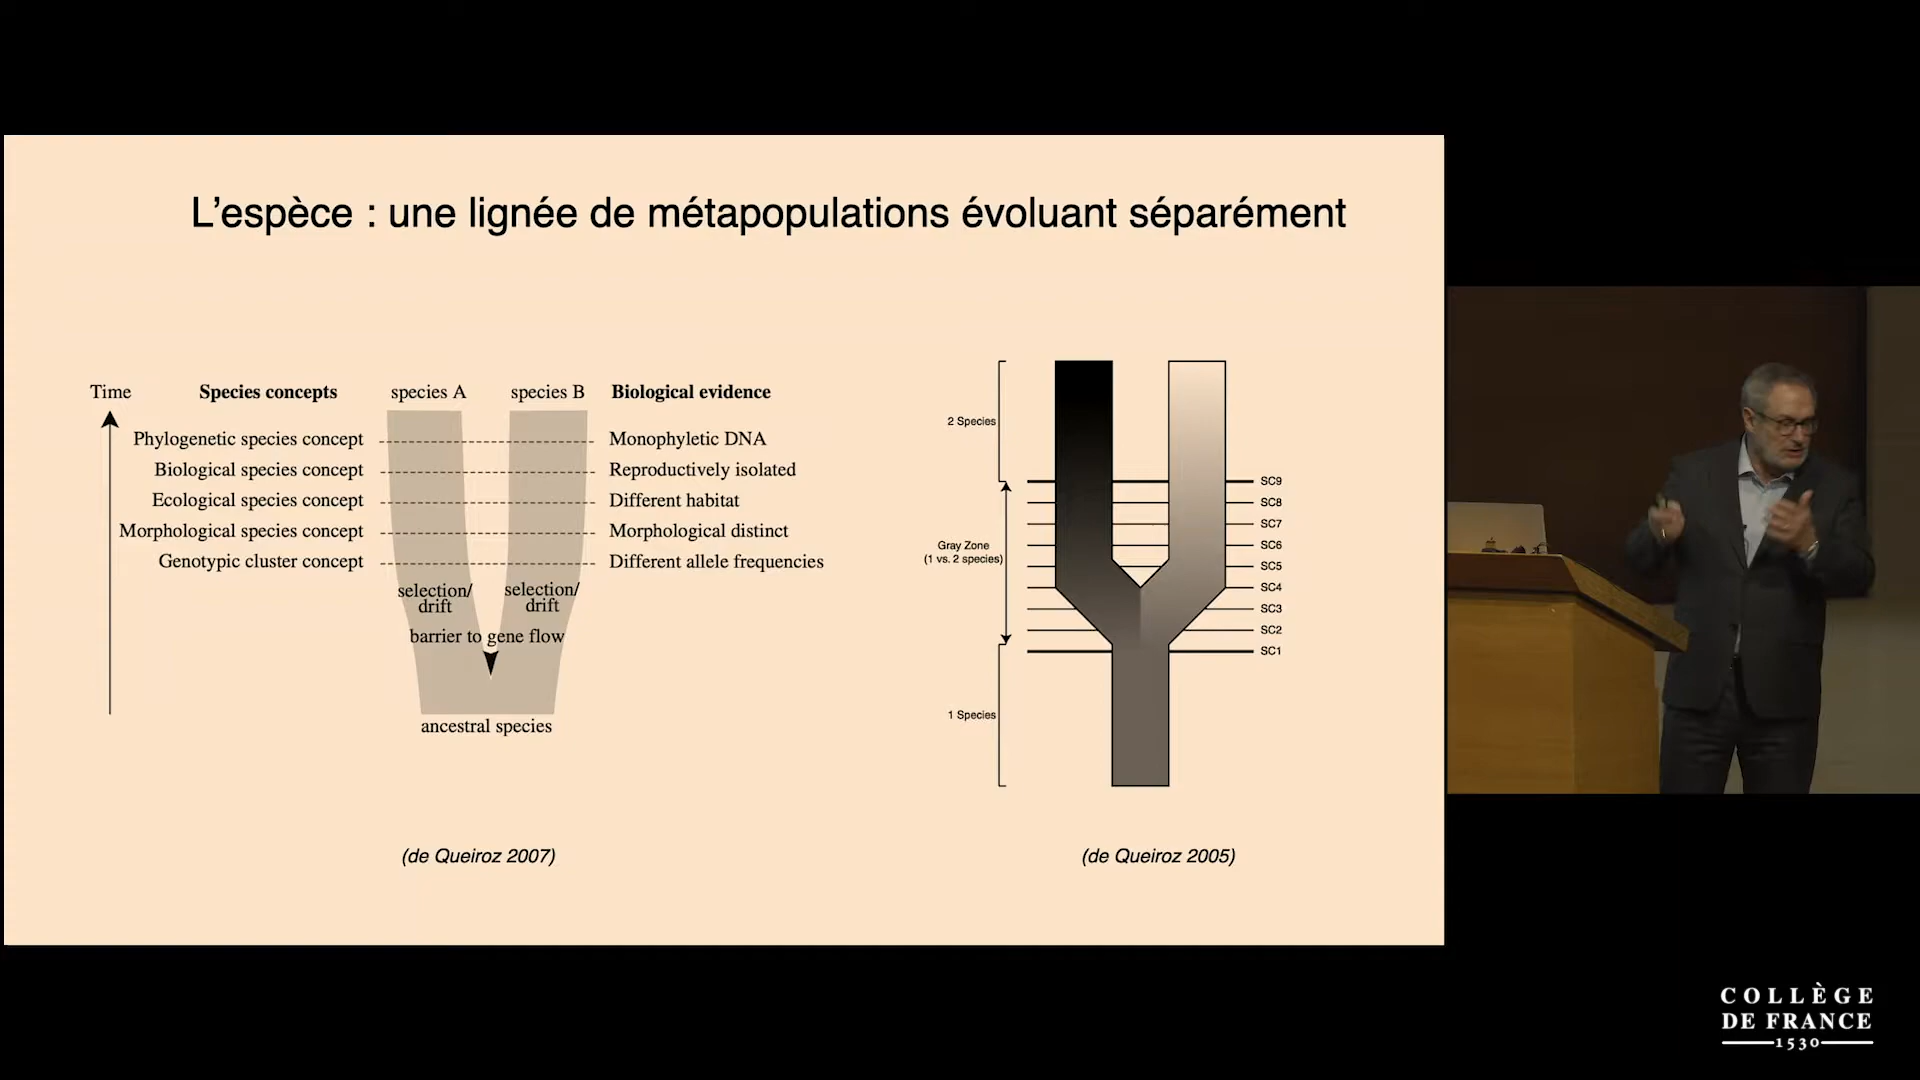 L’espèce : une lignée de métapopulations évoluant séparément
Time
Species concepts
species A
species B
Biological evidence
Phylogenetic species concept
Monophyletic DNA
Biological species concept
Reproductively isolated
Ecological species concept
Different habitat
Morphological species concept
Morphological distinct
Genotypic cluster concept
Different allele frequencies
selection/
drift
selection/
drift
barrier to gene flow
ancestral species
(de Queiroz 2007)
2 Species
Gray Zone
(1 vs. 2 species)
1 Species
SC9
SC8
SC7
SC6
SC5
SC4
SC3
SC2
SC1
(de Queiroz 2005)
COLLÈGE
DE FRANCE
1530